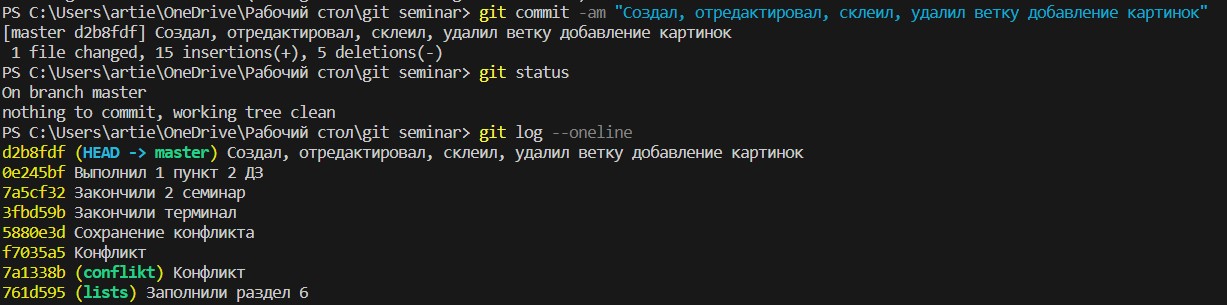 PS C:\Users\artie\OneDrive\Рабочий стол\git seminar> git commit -am "Создал, отредактировал, склеил, удалил ветку добавление картинок"
[master d2b8fdf] Создал, отредактировал, склеил, удалил ветку добавление картинок
 1 file changed, 15 insertions(+), 5 deletions(-)
PS C:\Users\artie\OneDrive\Рабочий стол\git seminar> git status
On branch master
nothing to commit, working tree clean
PS C:\Users\artie\OneDrive\Рабочий стол\git seminar> git log --oneline
d2b8fdf (HEAD -> master) Создал, отредактировал, склеил, удалил ветку добавление картинок
0e245bf Выполнил 1 пункт 2 ДЗ
7a5cf32 Закончили 2 семинар
3fbd59b Закончили терминал
5880e3d Сохранение конфликта
f7035a5 Конфликт
7a1338b (conflikt) Конфликт
761d595 (lists) Заполнили раздел 6